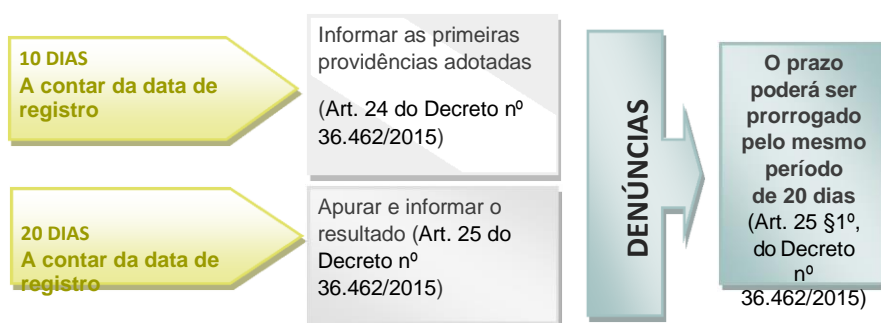 10 DIAS
A contar da data de
registro
Informar as primeiras
providências adotadas
(Art. 24 do Decreto nº
36.462/2015)
20 DIAS
A contar da data de
registro
Apurar e informar o
resultado (Art. 25 do
Decreto nº
36.462/2015)
DENÚNCIAS
O prazo
poderá ser
prorrogado
pelo mesmo
período
de 20 dias
(Art. 25 §1º,
do Decreto
nº
36.462/2015)